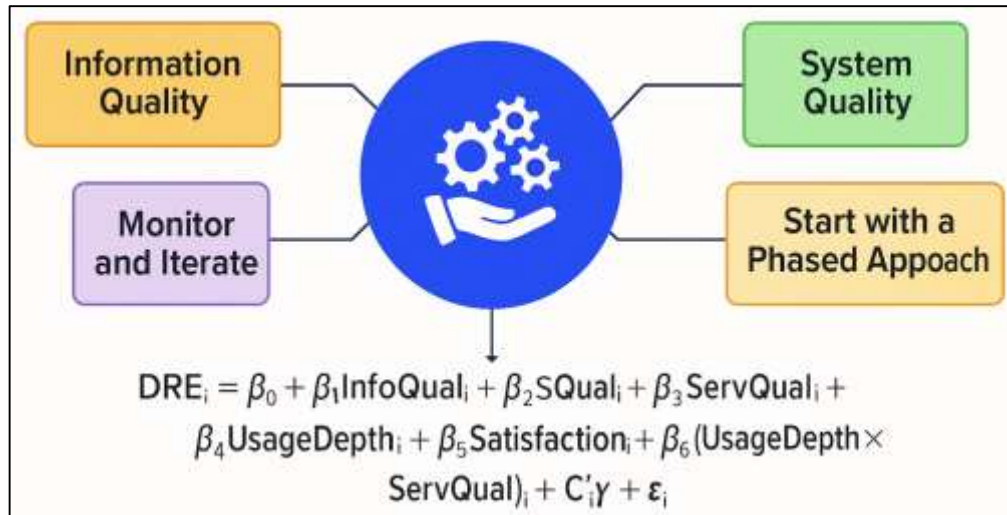 Information
Quality
System
Quality
Monitor
and Iterate
Start with a
Phased Appoach
DREᵢ = β₀ + β₁InfoQualᵢ + β₂SQualᵢ + β₃ServQualᵢ +
β₄UsageDepthᵢ + β₅Satisfactionᵢ + β₆(UsageDepth×
ServQual)ᵢ + C′ᵢγ + εᵢ